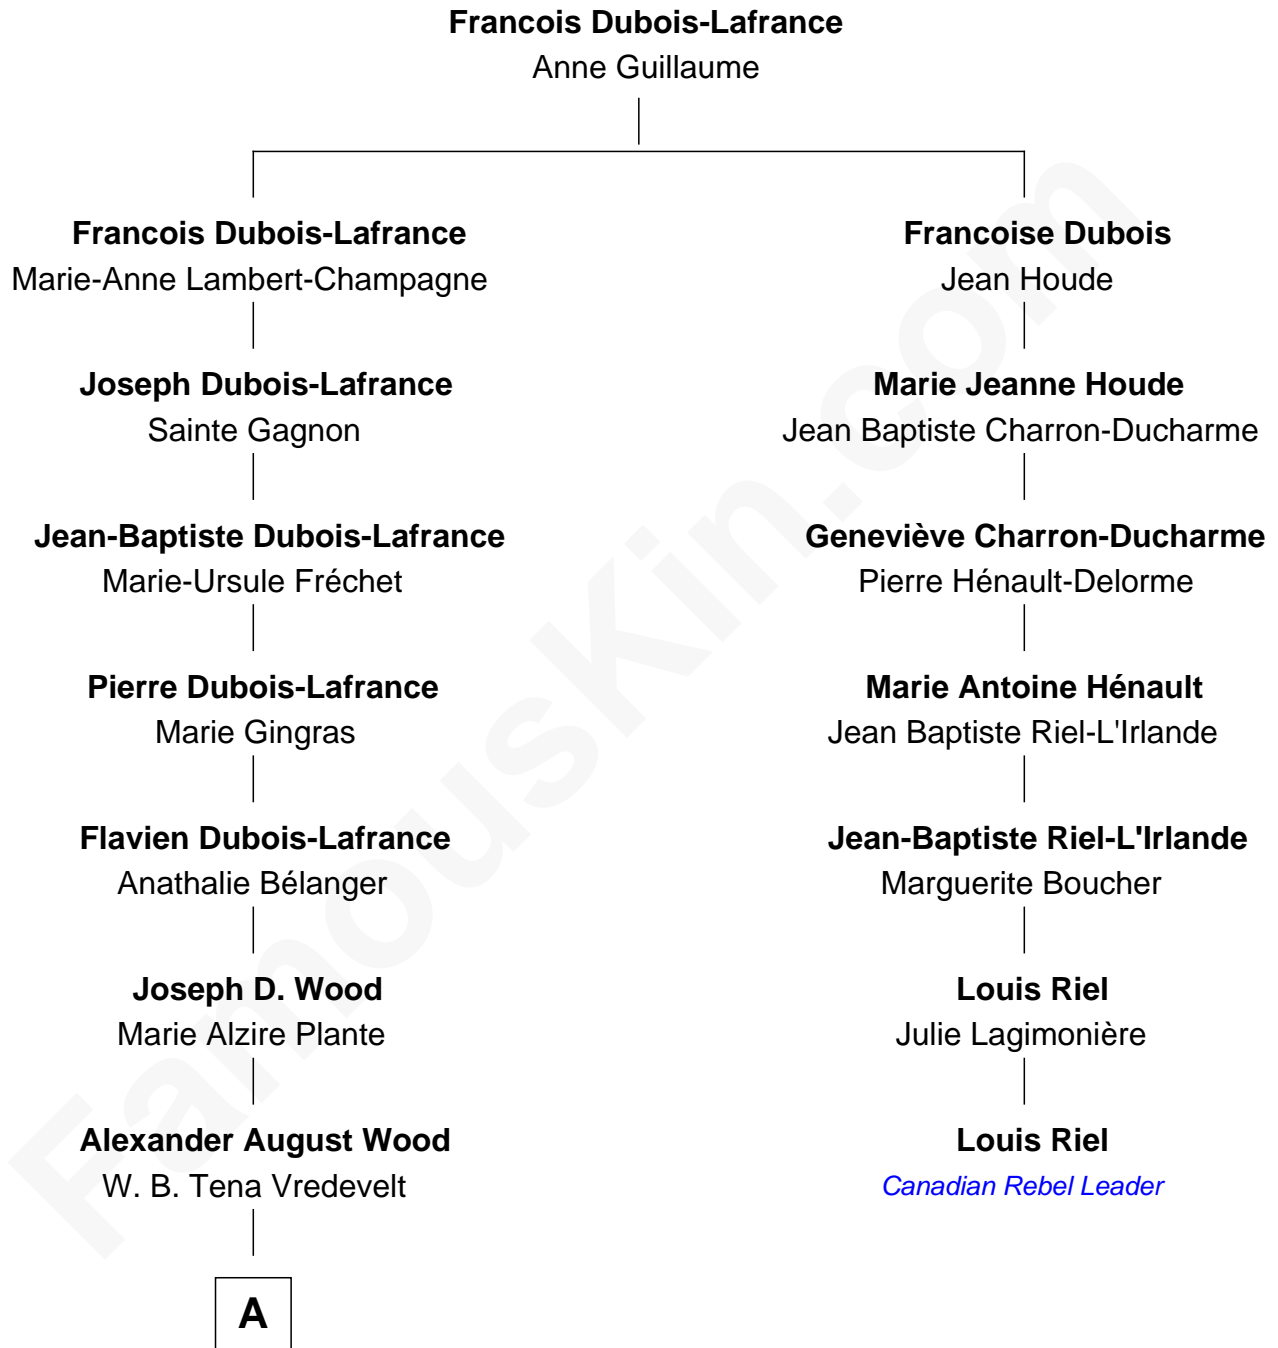 Francois Dubois-Lafrance
Anne Guillaume
Francois Dubois-Lafrance
Marie-Anne Lambert-Champagne
Francoise Dubois
Jean Houde
Joseph Dubois-Lafrance
Sainte Gagnon
Marie Jeanne Houde
Jean Baptiste Charron-Ducharme
Jean-Baptiste Dubois-Lafrance
Marie-Ursule Fréchet
Geneviève Charron-Ducharme
Pierre Hénault-Delorme
Pierre Dubois-Lafrance
Marie Gingras
Marie Antoine Hénault
Jean Baptiste Riel-L'Irlande
Flavien Dubois-Lafrance
Anathalie Bélanger
Jean-Baptiste Riel-L'Irlande
Marguerite Boucher
Joseph D. Wood
Marie Alzire Plante
Louis Riel
Julie Lagimonière
Alexander August Wood
W. B. Tena Vredevelt
Louis Riel
Canadian Rebel Leader
A
FamousKin.com